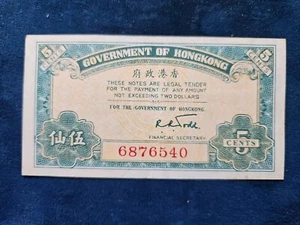 5 GOVERNMENT OF HONGKONG 5
CENTS CENTS
府政港香
THESE NOTES ARE LEGAL TENDER
FOR THE PAYMENT OF ANY AMOUNT
NOT EXCEEDING TWO DOLLARS
FOR THE GOVERNMENT OF HONGKONG.
仙伍
FINANCIAL SECRETARY
5
CENTS
6876540